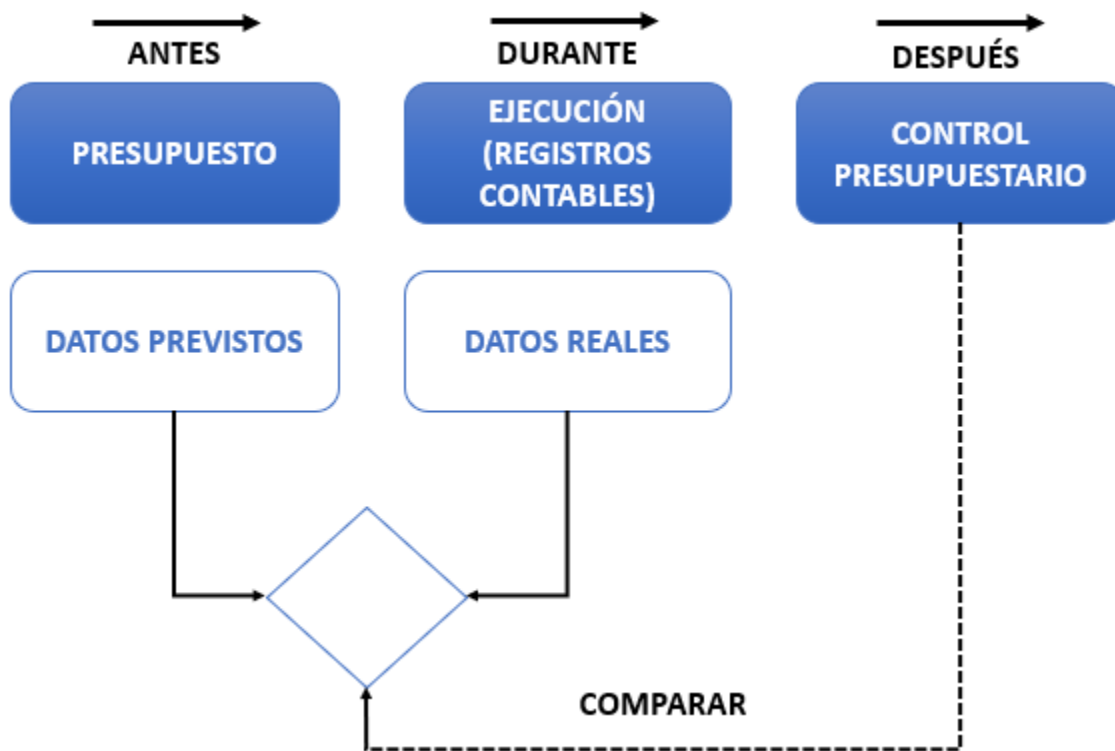 ANTES
DURANTE
DESPUÉS
PRESUPUESTO
EJECUCIÓN
(REGISTROS
CONTABLES)
CONTROL
PRESUPUESTARIO
DATOS PREVISTOS
DATOS REALES
COMPARAR